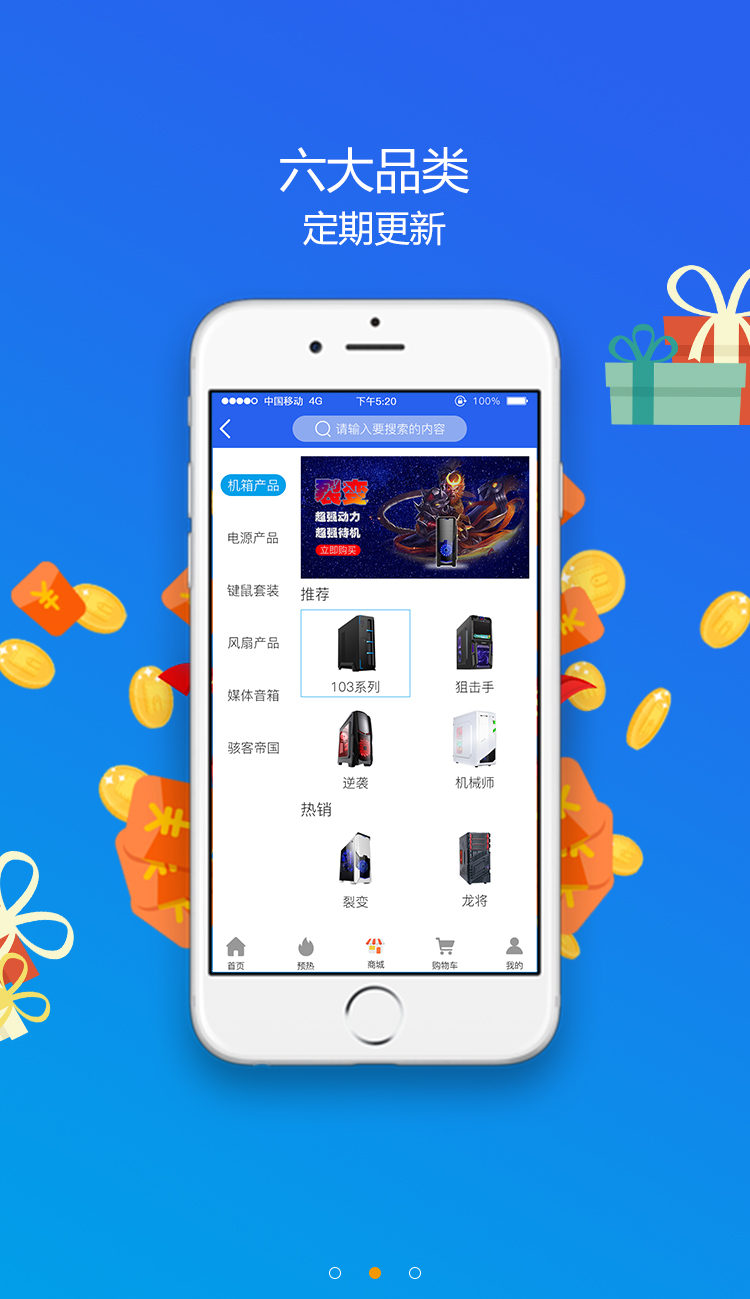 六大品类
定期更新
中国移动 4G 下午5:20 100%
请输入要搜索的内容
机箱产品
电源产品
键鼠套装
风扇产品
媒体音箱
骇客帝国
裂变
超强动力
超强待机
立即购买
推荐
103系列 狙击手
逆袭 机械师
热销
裂变 龙将
首页 预热 商城 购物车 我的